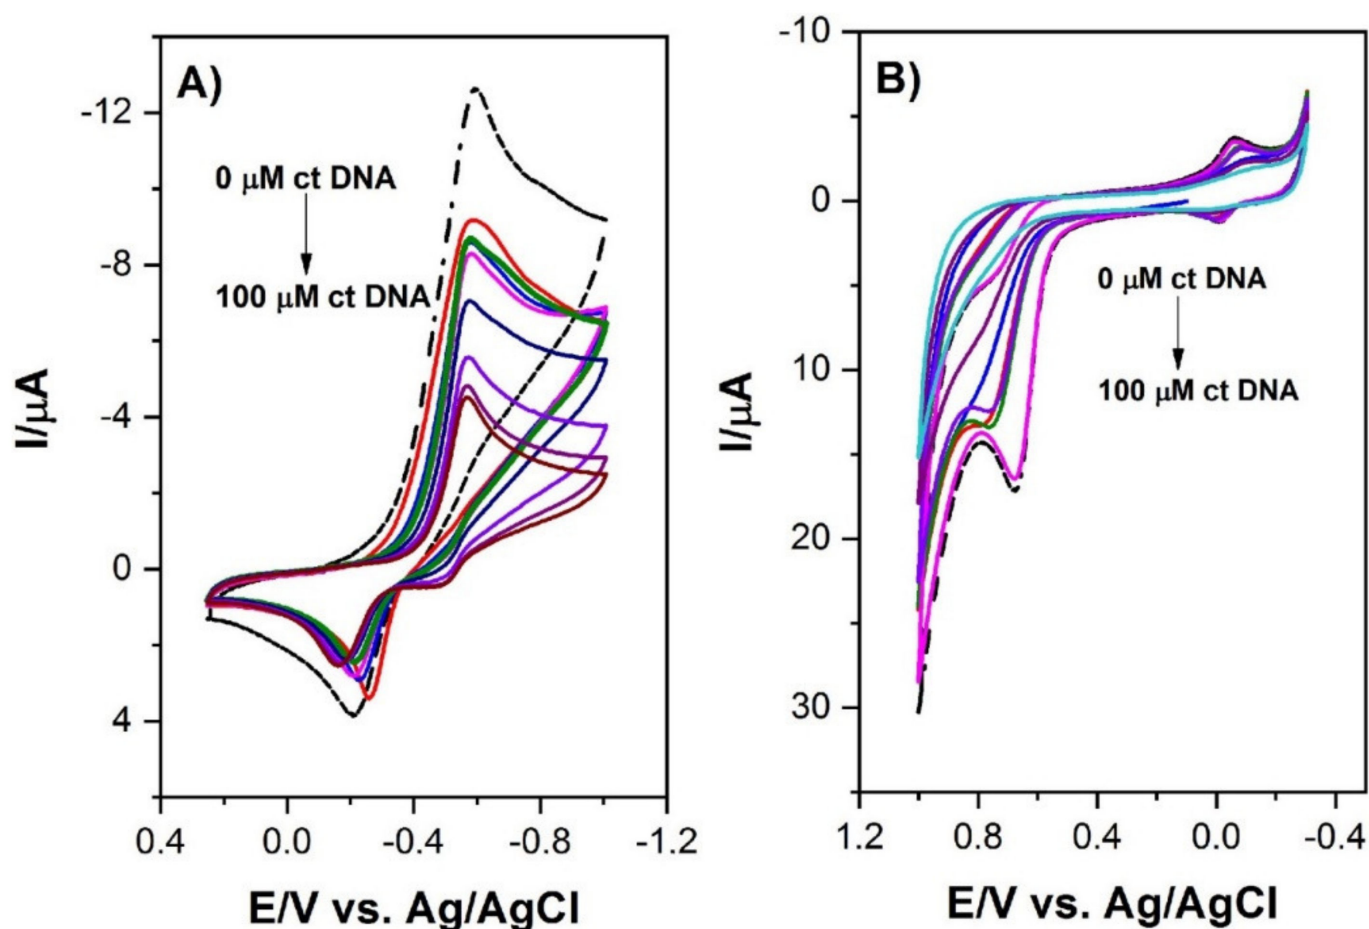 A)
-12
-8
-4
0
4
0 μM ct DNA
100 μM ct DNA
I/μA
0.4 0.0 -0.4 -0.8 -1.2
E/V vs. Ag/AgCl
B)
-10
0
10
20
30
0 μM ct DNA
100 μM ct DNA
I/μA
1.2 0.8 0.4 0.0 -0.4
E/V vs. Ag/AgCl